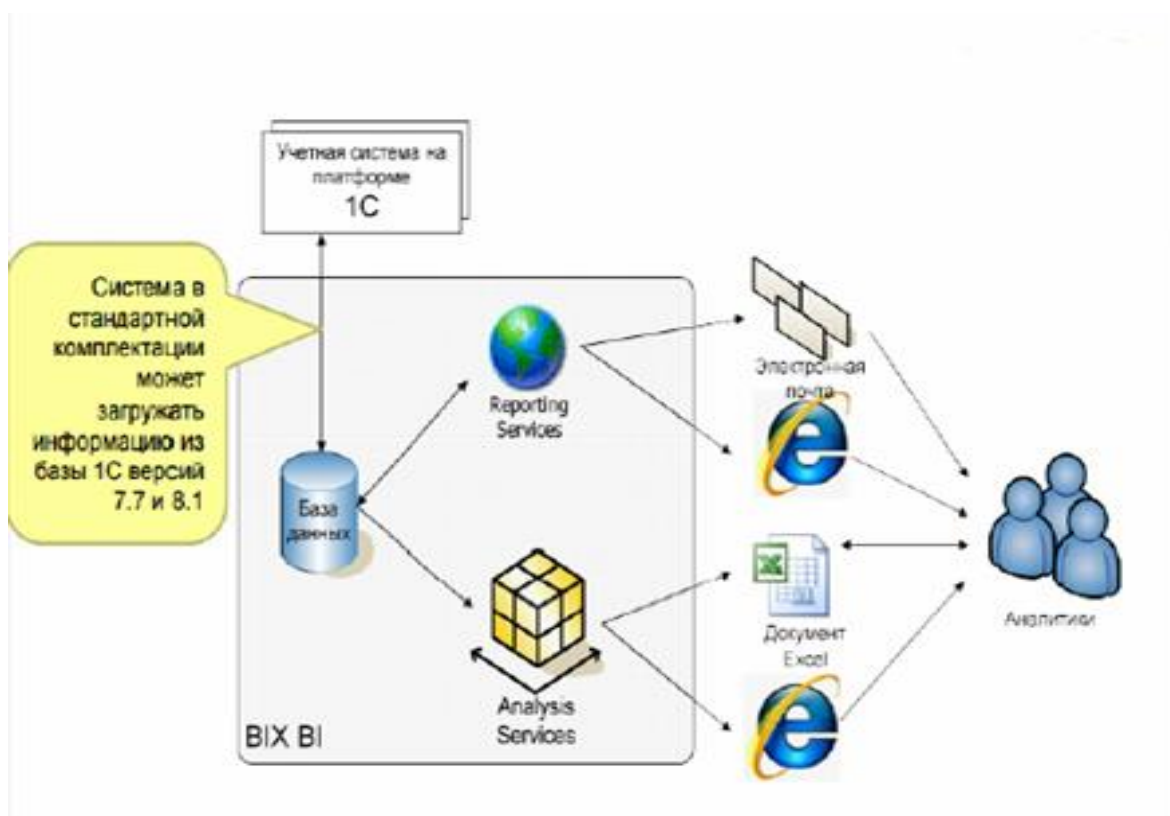 Учетная система на
платформе
1С
Система в
стандартной
комплектации
может
загружать
информацию из
базы 1С версий
7.7 и 8.1
База
данных
Reporting
Services
Analysis
Services
BIX BI
Электронная
почта
Документ
Excel
Аналитики